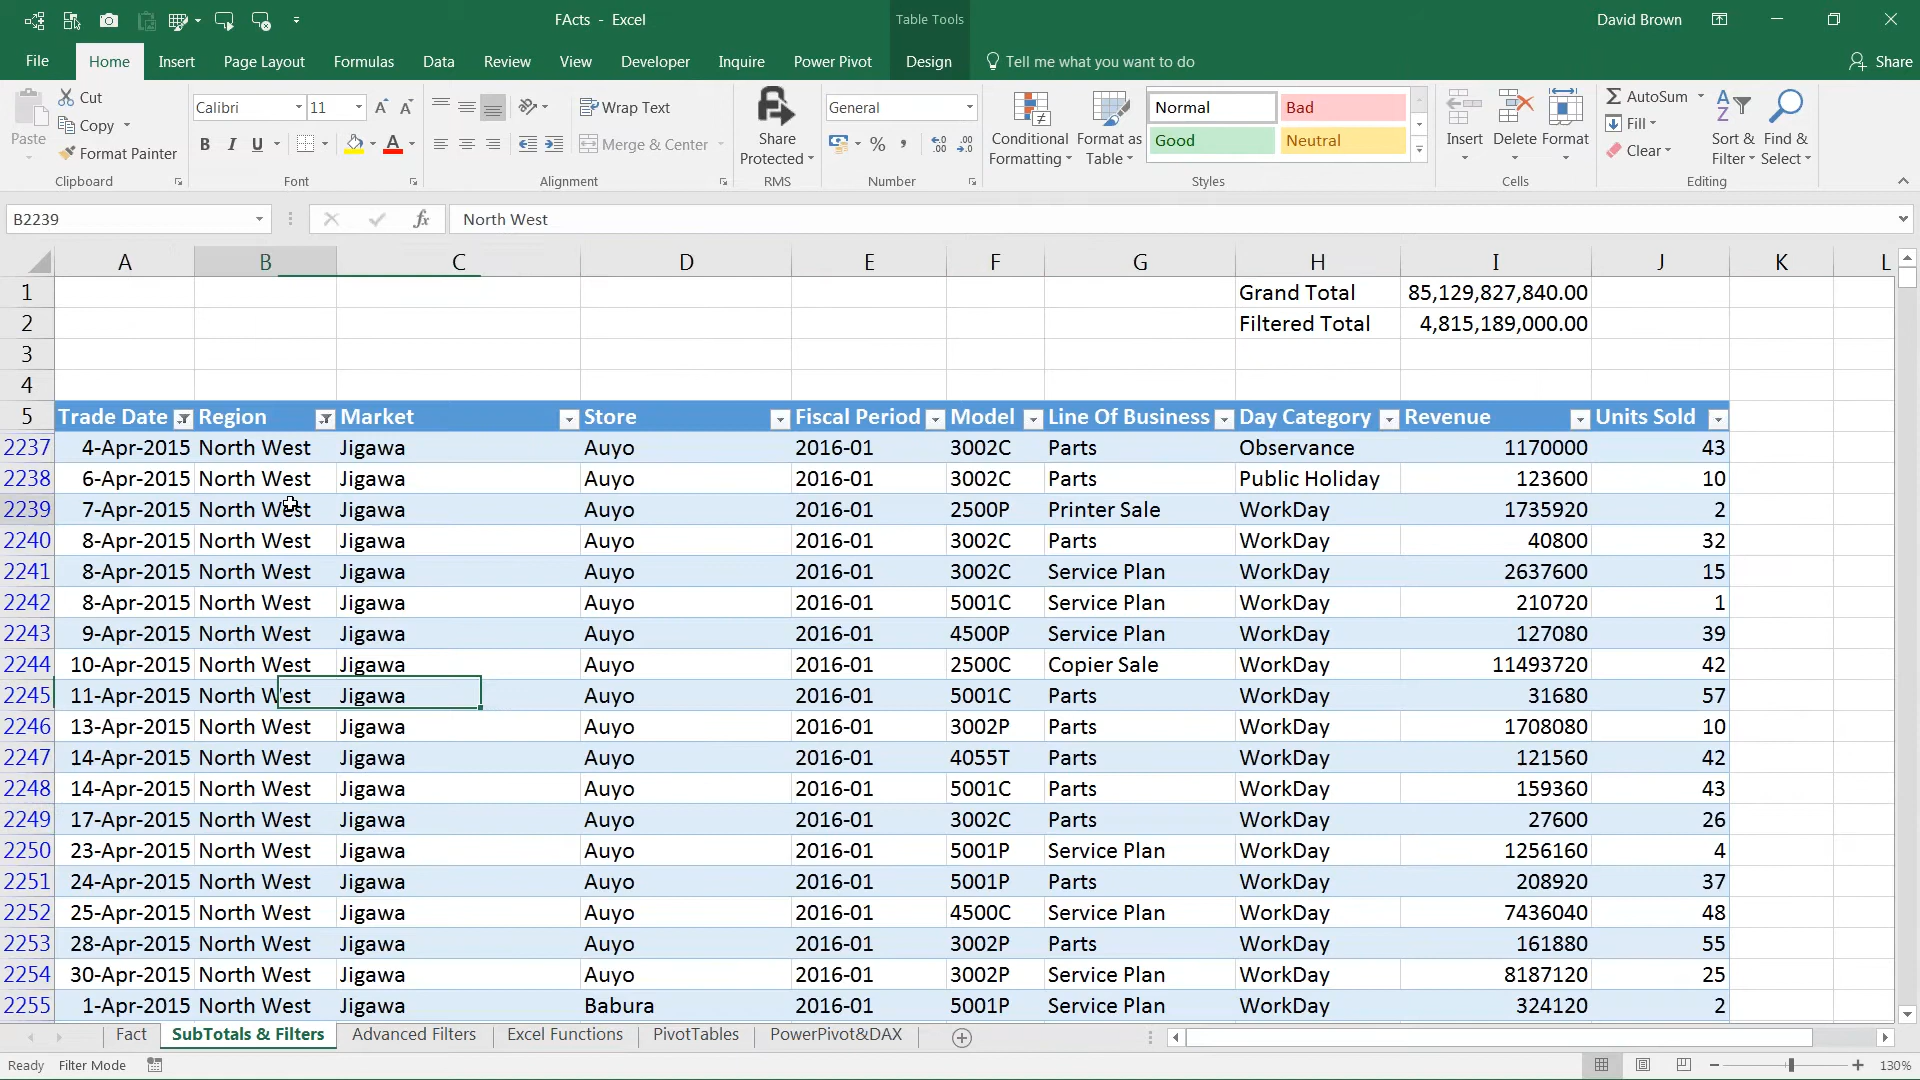 FActs - Excel
Table Tools
David Brown
File Home Insert Page Layout Formulas Data Review View Developer Inquire Power Pivot Design Tell me what you want to do Share
Paste
Cut
Copy
Format Painter
Clipboard
Calibri 11
B I U
Font
Wrap Text
Merge & Center
Alignment
Share Protected
RMS
General
%
Number
Conditional Formatting
Format as Table
Normal Bad
Good Neutral
Styles
Insert Delete Format
Cells
AutoSum
Fill
Clear
Sort & Filter
Find & Select
Editing
B2239 fx North West
A B C D E F G H I J K L
1 Grand Total 85,129,827,840.00
2 Filtered Total 4,815,189,000.00
3
4
5 Trade Date Region Market Store Fiscal Period Model Line Of Business Day Category Revenue Units Sold
2237 4-Apr-2015 North West Jigawa Auyo 2016-01 3002C Parts Observance 1170000 43
2238 6-Apr-2015 North West Jigawa Auyo 2016-01 3002C Parts Public Holiday 123600 10
2239 7-Apr-2015 North West Jigawa Auyo 2016-01 2500P Printer Sale WorkDay 1735920 2
2240 8-Apr-2015 North West Jigawa Auyo 2016-01 3002C Parts WorkDay 40800 32
2241 8-Apr-2015 North West Jigawa Auyo 2016-01 3002C Service Plan WorkDay 2637600 15
2242 8-Apr-2015 North West Jigawa Auyo 2016-01 5001C Service Plan WorkDay 210720 1
2243 9-Apr-2015 North West Jigawa Auyo 2016-01 4500P Service Plan WorkDay 127080 39
2244 10-Apr-2015 North West Jigawa Auyo 2016-01 2500C Copier Sale WorkDay 11493720 42
2245 11-Apr-2015 North West Jigawa Auyo 2016-01 5001C Parts WorkDay 31680 57
2246 13-Apr-2015 North West Jigawa Auyo 2016-01 3002P Parts WorkDay 1708080 10
2247 14-Apr-2015 North West Jigawa Auyo 2016-01 4055T Parts WorkDay 121560 42
2248 14-Apr-2015 North West Jigawa Auyo 2016-01 5001C Parts WorkDay 159360 43
2249 17-Apr-2015 North West Jigawa Auyo 2016-01 3002C Parts WorkDay 27600 26
2250 23-Apr-2015 North West Jigawa Auyo 2016-01 5001P Service Plan WorkDay 1256160 4
2251 24-Apr-2015 North West Jigawa Auyo 2016-01 5001P Parts WorkDay 208920 37
2252 25-Apr-2015 North West Jigawa Auyo 2016-01 4500C Service Plan WorkDay 7436040 48
2253 28-Apr-2015 North West Jigawa Auyo 2016-01 3002P Parts WorkDay 161880 55
2254 30-Apr-2015 North West Jigawa Auyo 2016-01 3002P Service Plan WorkDay 8187120 25
2255 1-Apr-2015 North West Jigawa Babura 2016-01 5001P Service Plan WorkDay 324120 2
Fact SubTotals & Filters Advanced Filters Excel Functions PivotTables PowerPivot&DAX
Ready Filter Mode 130%